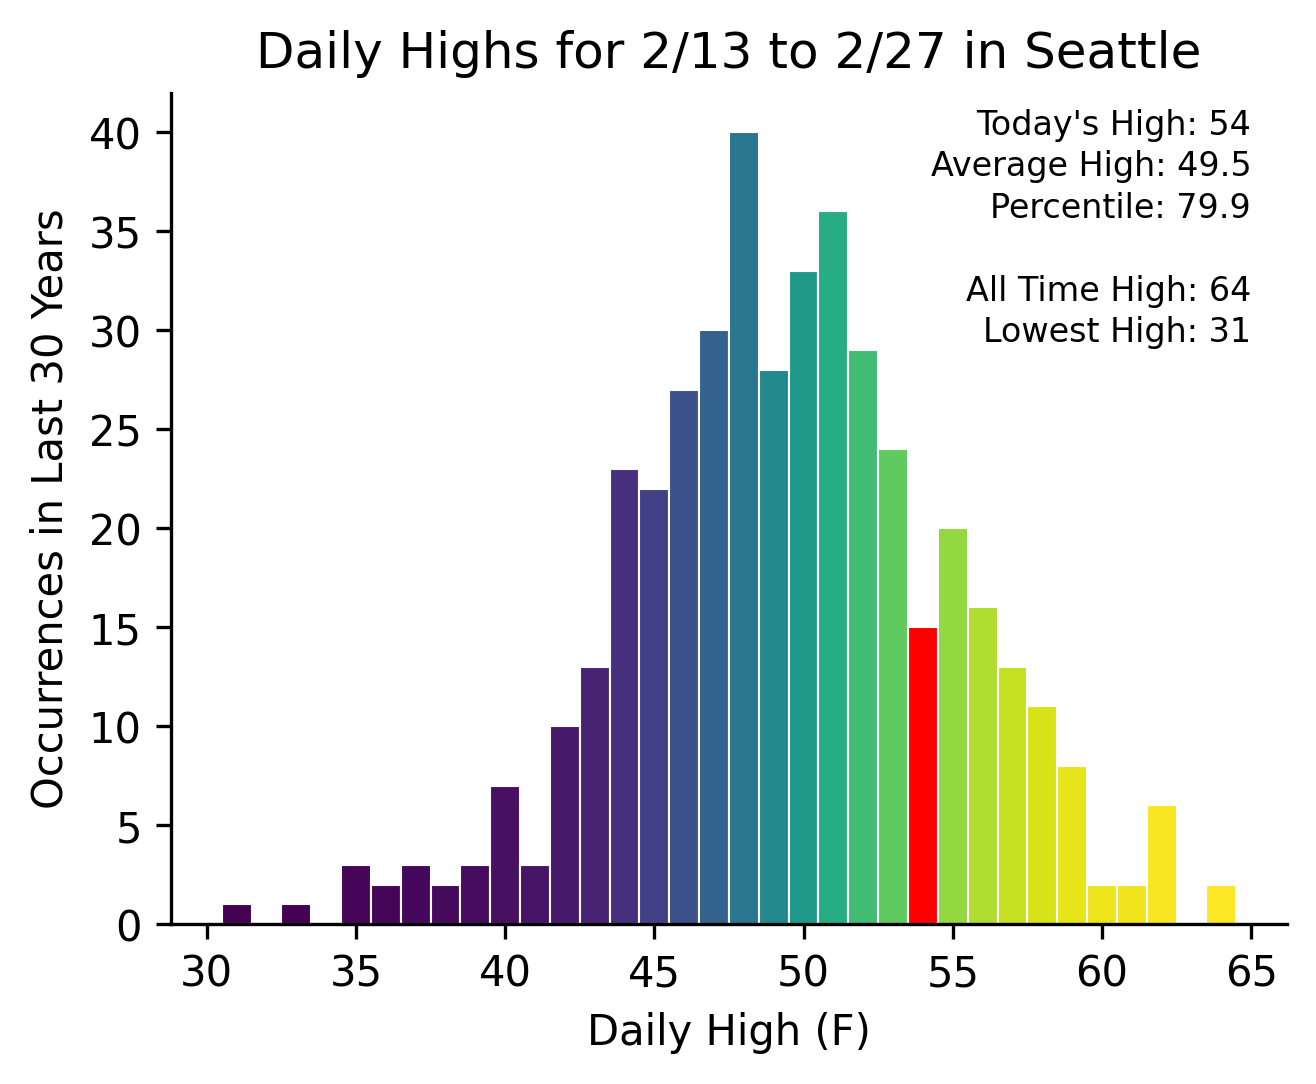 Daily Highs for 2/13 to 2/27 in Seattle
Today's High: 54
Average High: 49.5
Percentile: 79.9
All Time High: 64
Lowest High: 31
Occurrences in Last 30 Years
40
35
30
25
20
15
10
5
0
30 35 40 45 50 55 60 65
Daily High (F)